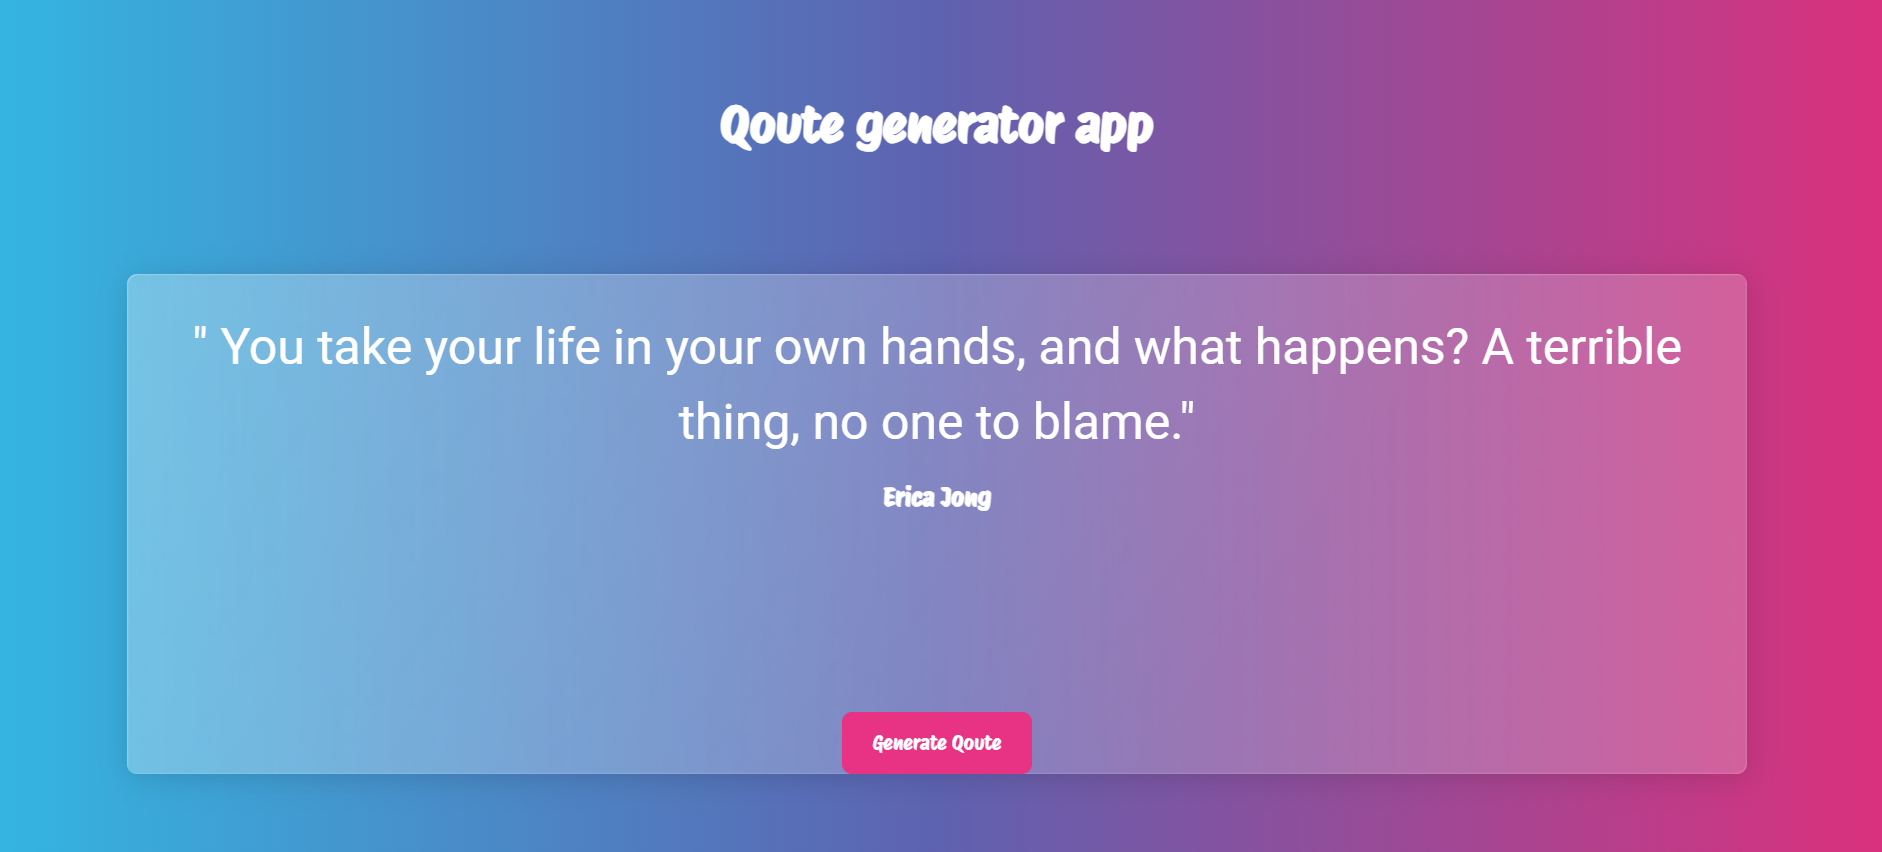 Qoute generator app
" You take your life in your own hands, and what happens? A terrible
thing, no one to blame."
Erica Jong
Generate Qoute